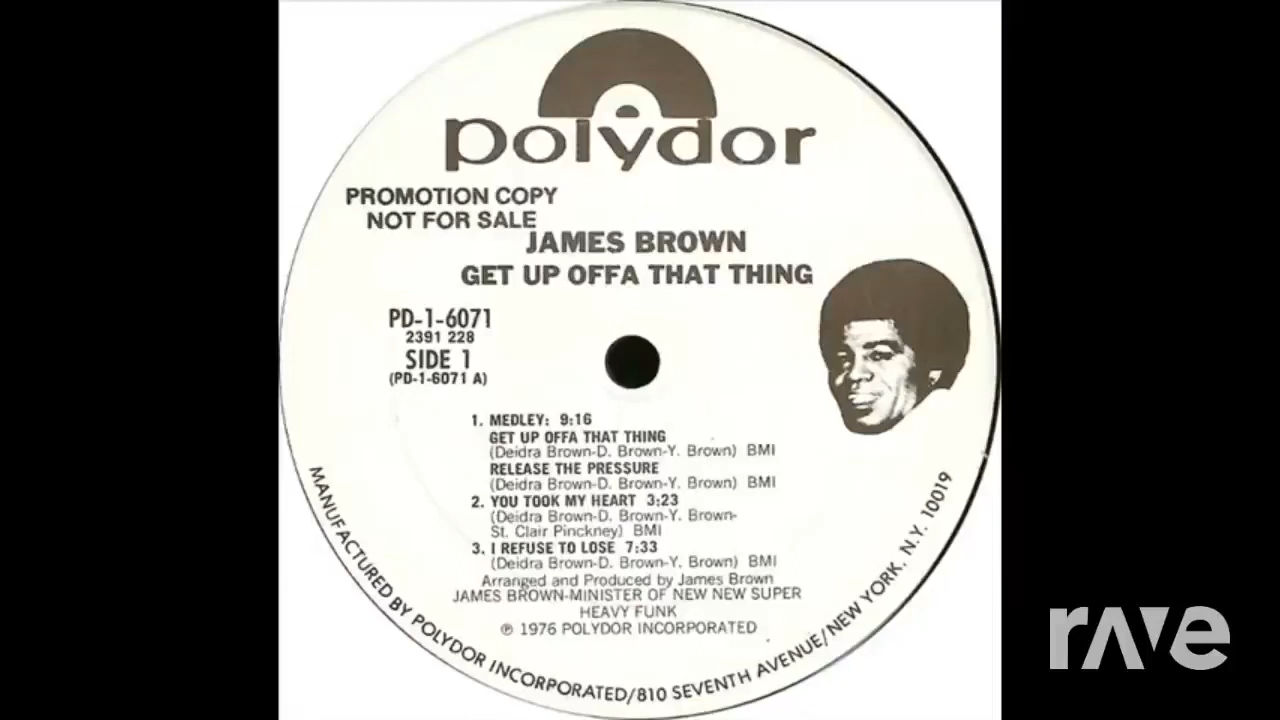 polydor
PROMOTION COPY
NOT FOR SALE
JAMES BROWN
GET UP OFFA THAT THING
PD-1-6071
2391 228
SIDE 1
(PD-1-6071 A)
1. MEDLEY: 9:16
GET UP OFFA THAT THING
(Deidra Brown-D. Brown-Y. Brown) BMI
RELEASE THE PRESSURE
(Deidra Brown-D. Brown-Y. Brown) BMI
2. YOU TOOK MY HEART 3:23
(Deidra Brown-D. Brown-Y. Brown-
St. Clair Pinckney) BMI
3. I REFUSE TO LOSE 7:33
(Deidra Brown-D. Brown-Y. Brown) BMI
Arranged and Produced by James Brown
JAMES BROWN-MINISTER OF NEW NEW SUPER
HEAVY FUNK
℗ 1976 POLYDOR INCORPORATED
MANUFACTURED BY POLYDOR INCORPORATED/810 SEVENTH AVENUE/NEW YORK, N.Y. 10019
rave